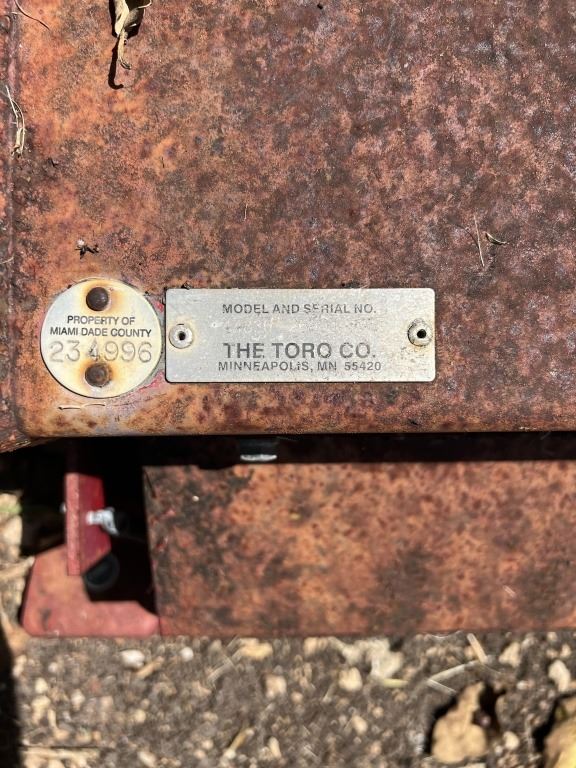 PROPERTY OF
MIAMI DADE COUNTY
234996
MODEL AND SERIAL NO.
THE TORO CO.
MINNEAPOLIS, MN 55420